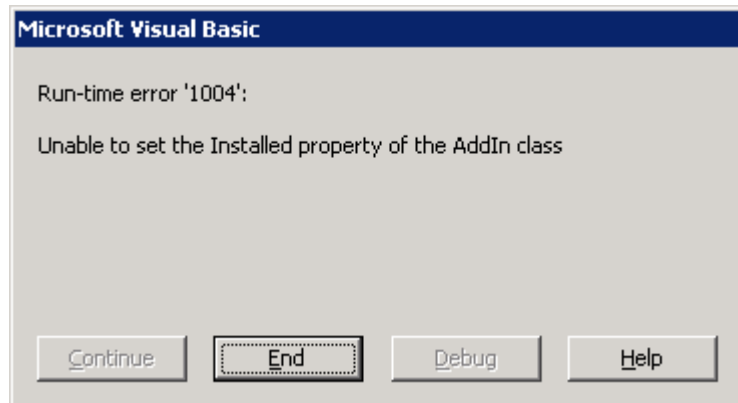 Microsoft Visual Basic
Run-time error '1004':
Unable to set the Installed property of the AddIn class
Continue End Debug Help